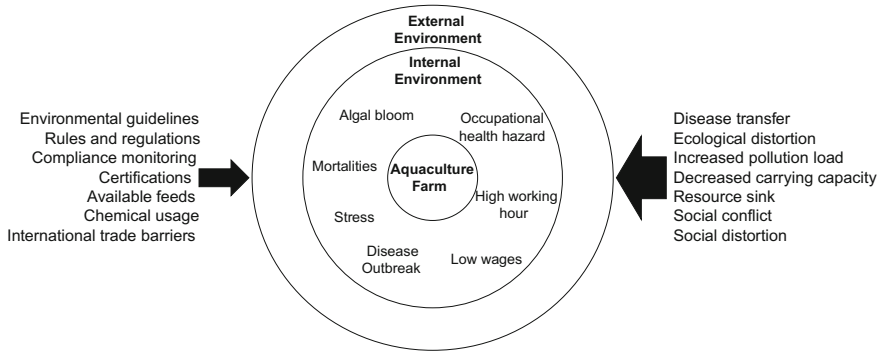 External
Environment
Internal
Environment
Algal bloom
Occupational
health hazard
Mortalities
Aquaculture
Farm
High working
hour
Stress
Disease
Outbreak
Low wages
Environmental guidelines
Rules and regulations
Compliance monitoring
Certifications
Available feeds
Chemical usage
International trade barriers
Disease transfer
Ecological distortion
Increased pollution load
Decreased carrying capacity
Resource sink
Social conflict
Social distortion